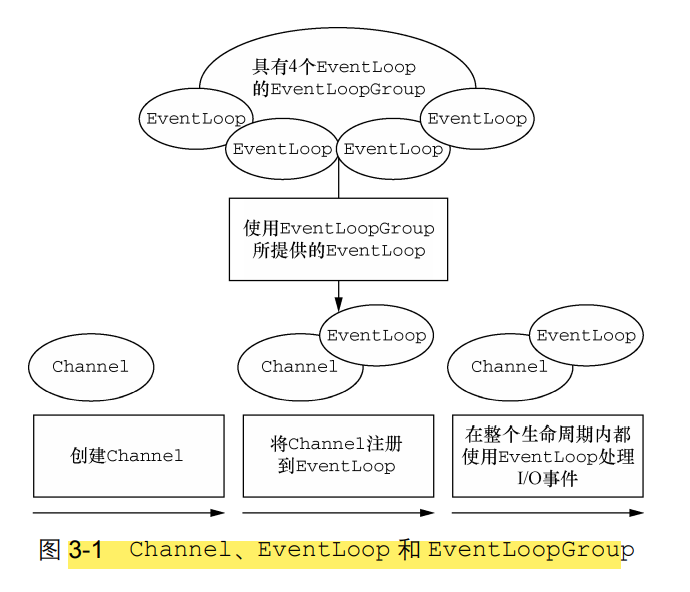 具有4个EventLoop
的EventLoopGroup
EventLoop
EventLoop
EventLoop
EventLoop
使用EventLoopGroup
所提供的EventLoop
EventLoop
EventLoop
Channel
Channel
Channel
创建Channel
将Channel注册
到EventLoop
在整个生命周期内都
使用EventLoop处理
I/O事件
图 3-1 Channel、EventLoop 和 EventLoopGroup